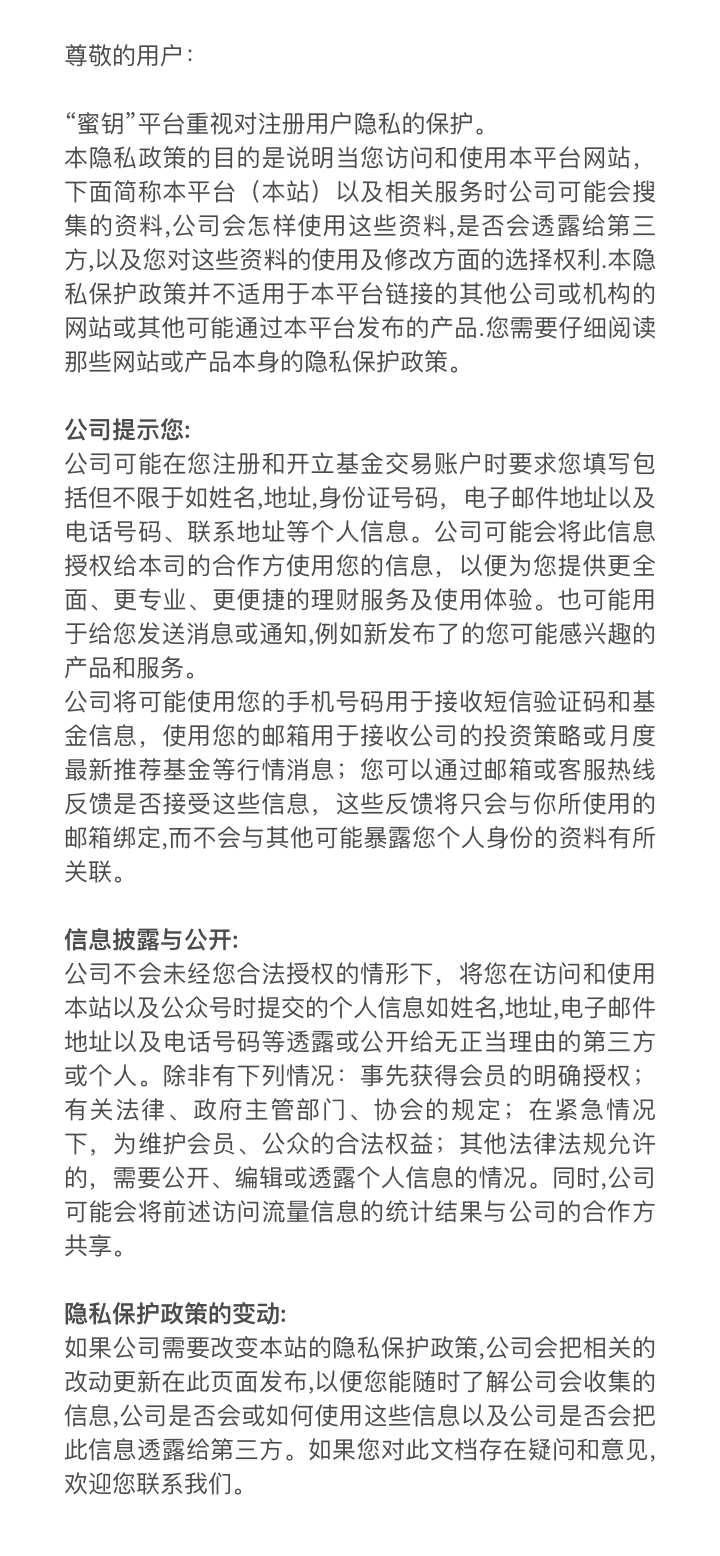 尊敬的用户：
“蜜钥”平台重视对注册用户隐私的保护。
本隐私政策的目的是说明当您访问和使用本平台网站，
下面简称本平台（本站）以及相关服务时公司可能会搜
集的资料,公司会怎样使用这些资料,是否会透露给第三
方,以及您对这些资料的使用及修改方面的选择权利.本隐
私保护政策并不适用于本平台链接的其他公司或机构的
网站或其他可能通过本平台发布的产品.您需要仔细阅读
那些网站或产品本身的隐私保护政策。
公司提示您:
公司可能在您注册和开立基金交易账户时要求您填写包
括但不限于如姓名,地址,身份证号码，电子邮件地址以及
电话号码、联系地址等个人信息。公司可能会将此信息
授权给本司的合作方使用您的信息，以便为您提供更全
面、更专业、更便捷的理财服务及使用体验。也可能用
于给您发送消息或通知,例如新发布了的您可能感兴趣的
产品和服务。
公司将可能使用您的手机号码用于接收短信验证码和基
金信息，使用您的邮箱用于接收公司的投资策略或月度
最新推荐基金等行情消息；您可以通过邮箱或客服热线
反馈是否接受这些信息，这些反馈将只会与你所使用的
邮箱绑定,而不会与其他可能暴露您个人身份的资料有所
关联。
信息披露与公开:
公司不会未经您合法授权的情形下，将您在访问和使用
本站以及公众号时提交的个人信息如姓名,地址,电子邮件
地址以及电话号码等透露或公开给无正当理由的第三方
或个人。除非有下列情况：事先获得会员的明确授权；
有关法律、政府主管部门、协会的规定；在紧急情况
下，为维护会员、公众的合法权益；其他法律法规允许
的，需要公开、编辑或透露个人信息的情况。同时,公司
可能会将前述访问流量信息的统计结果与公司的合作方
共享。
隐私保护政策的变动:
如果公司需要改变本站的隐私保护政策,公司会把相关的
改动更新在此页面发布,以便您能随时了解公司会收集的
信息,公司是否会或如何使用这些信息以及公司是否会把
此信息透露给第三方。如果您对此文档存在疑问和意见,
欢迎您联系我们。